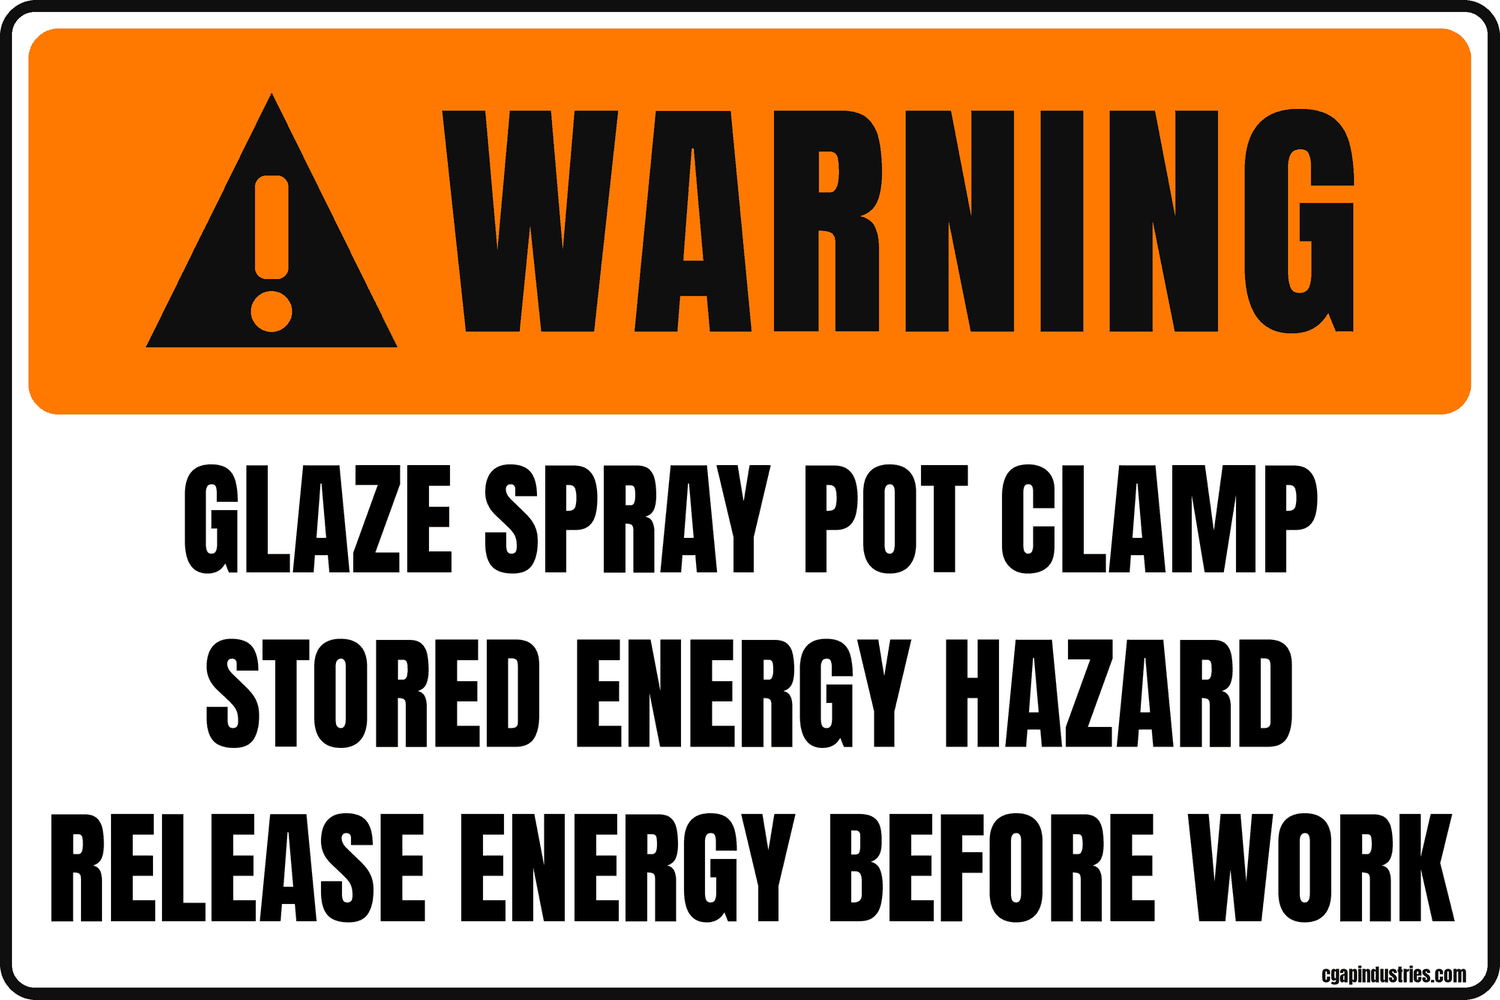 WARNING
GLAZE SPRAY POT CLAMP
STORED ENERGY HAZARD
RELEASE ENERGY BEFORE WORK
cgapindustries.com